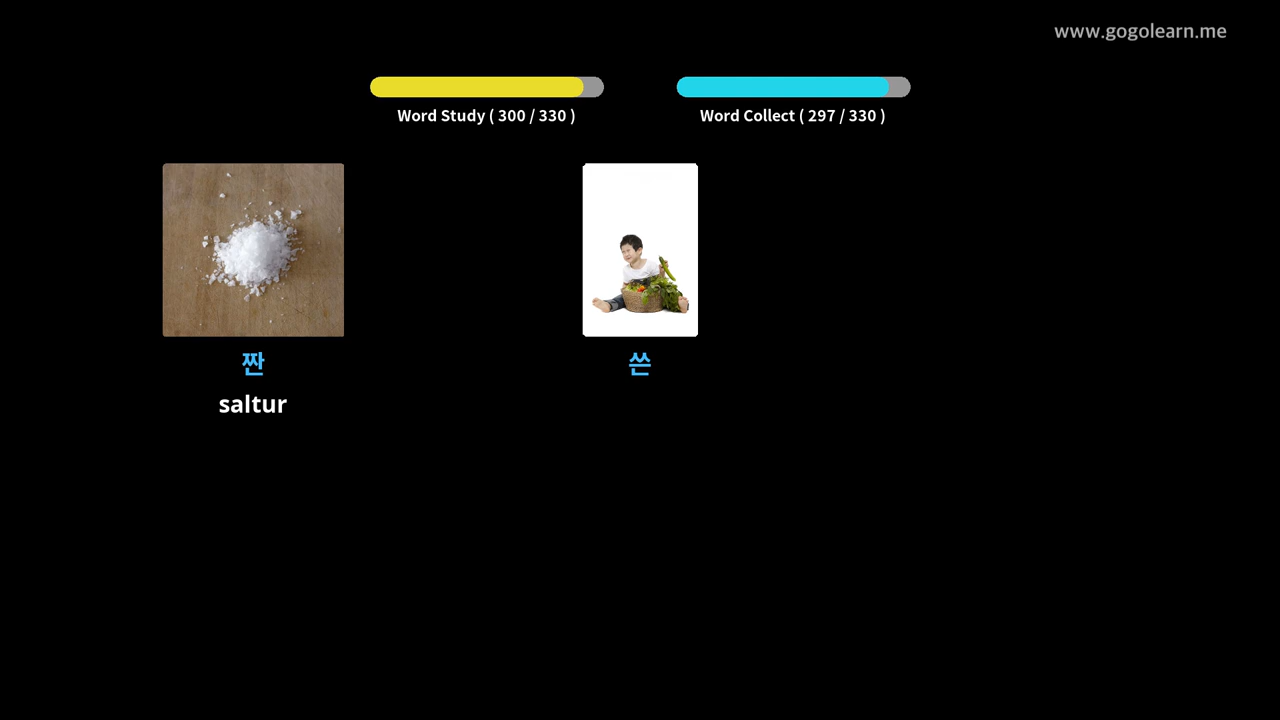 www.gogolearn.me
Word Study ( 300 / 330 )
Word Collect ( 297 / 330 )
짠
쓴
saltur